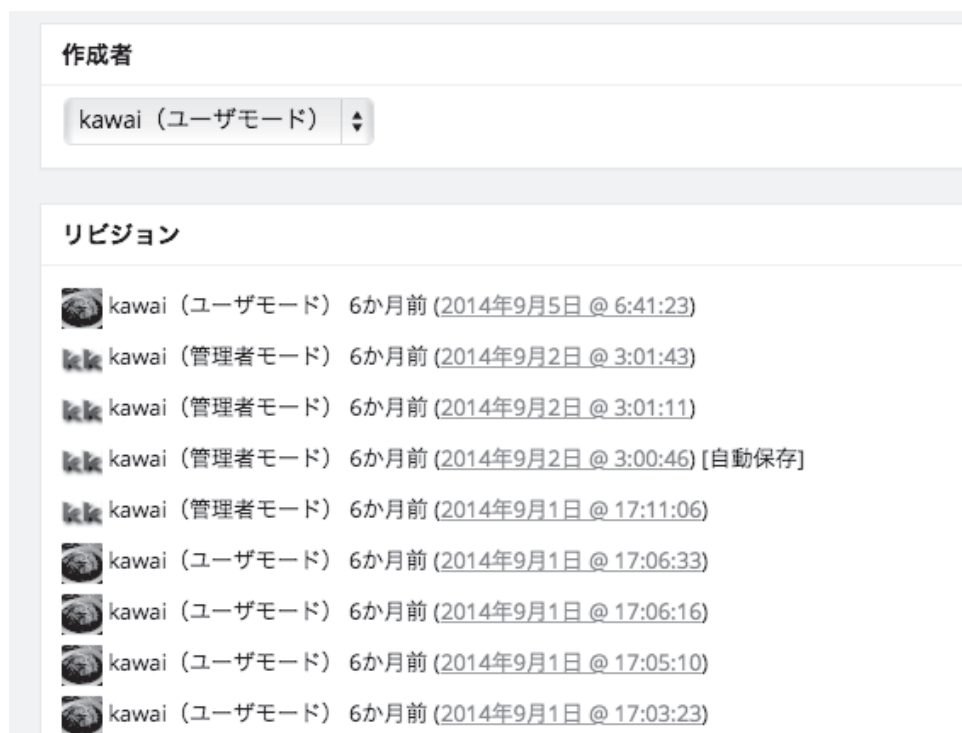 作成者
kawai（ユーザモード）
リビジョン
kawai（ユーザモード） 6か月前 (2014年9月5日 @ 6:41:23)
kawai（管理者モード） 6か月前 (2014年9月2日 @ 3:01:43)
kawai（管理者モード） 6か月前 (2014年9月2日 @ 3:01:11)
kawai（管理者モード） 6か月前 (2014年9月2日 @ 3:00:46) [自動保存]
kawai（管理者モード） 6か月前 (2014年9月1日 @ 17:11:06)
kawai（ユーザモード） 6か月前 (2014年9月1日 @ 17:06:33)
kawai（ユーザモード） 6か月前 (2014年9月1日 @ 17:06:16)
kawai（ユーザモード） 6か月前 (2014年9月1日 @ 17:05:10)
kawai（ユーザモード） 6か月前 (2014年9月1日 @ 17:03:23)